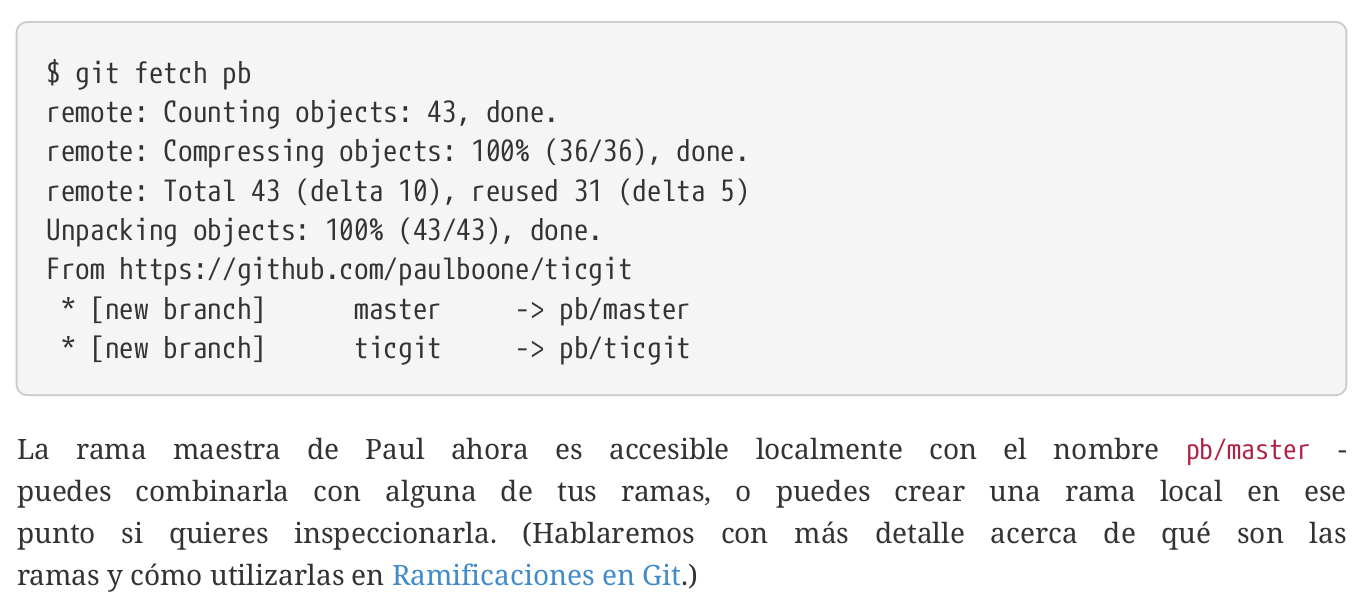 $ git fetch pb
remote: Counting objects: 43, done.
remote: Compressing objects: 100% (36/36), done.
remote: Total 43 (delta 10), reused 31 (delta 5)
Unpacking objects: 100% (43/43), done.
From https://github.com/paulboone/ticgit
 * [new branch]      master     -> pb/master
 * [new branch]      ticgit     -> pb/ticgit
La rama maestra de Paul ahora es accesible localmente con el nombre pb/master -
puedes combinarla con alguna de tus ramas, o puedes crear una rama local en ese
punto si quieres inspeccionarla. (Hablaremos con más detalle acerca de qué son las
ramas y cómo utilizarlas en Ramificaciones en Git.)